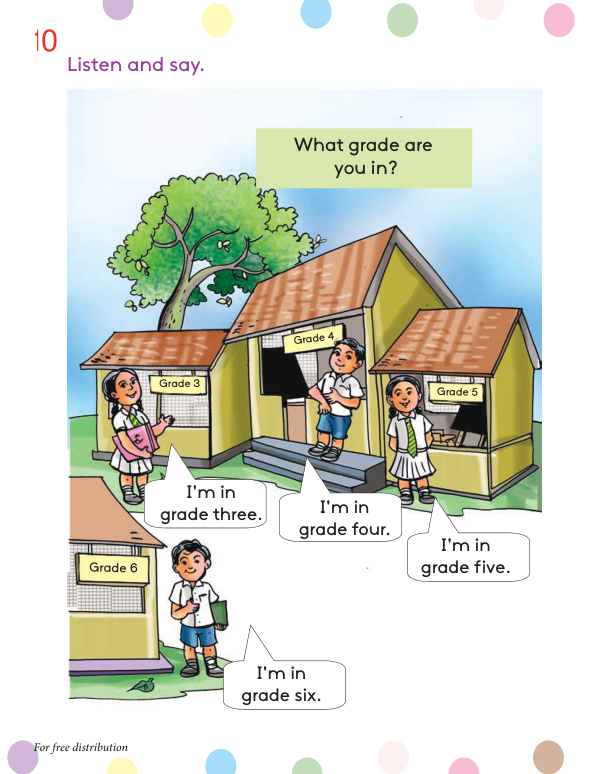 10
Listen and say.
What grade are
you in?
Grade 4
Grade 3
Grade 5
I'm in
grade three.
I'm in
grade four.
I'm in
grade five.
Grade 6
I'm in
grade six.
For free distribution